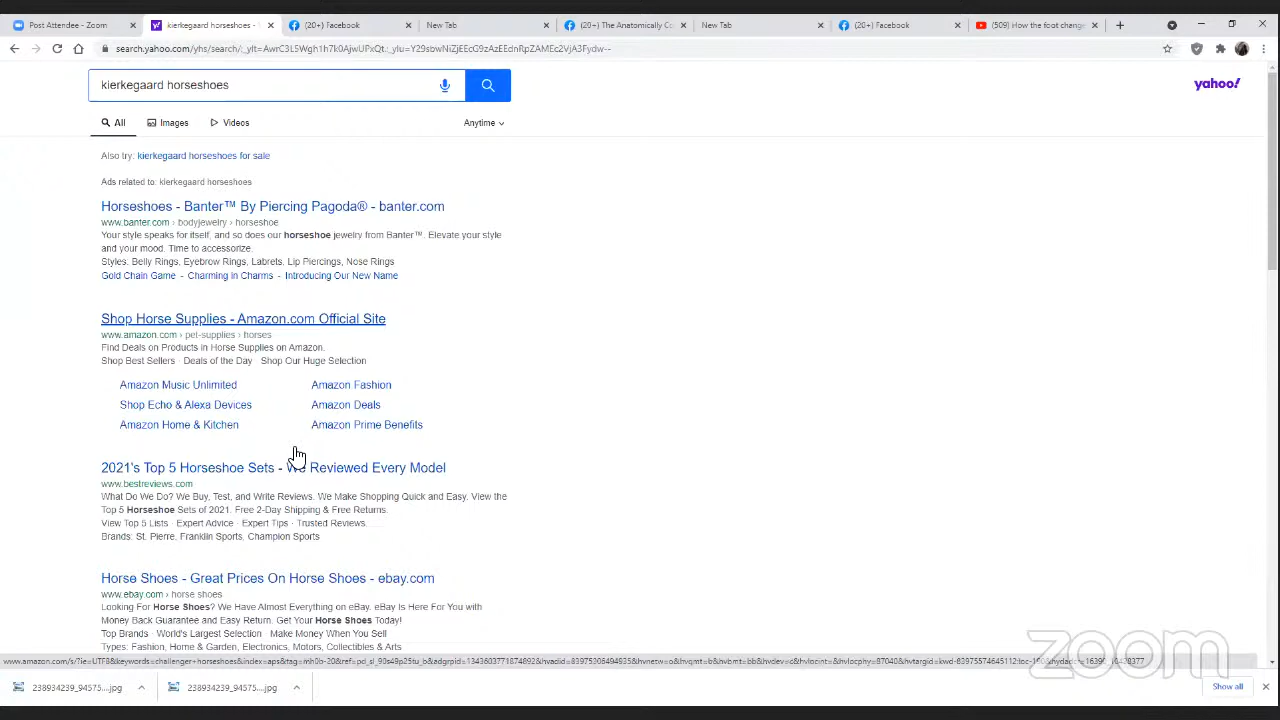 Post Attendee - Zoom
kierkegaard horseshoes -
(20+) Facebook
New Tab
(20+) The Anatomically Co
New Tab
(20+) Facebook
(509) How the foot change
kierkegaard horseshoes
yahoo!
All Images Videos Anytime
Also try: kierkegaard horseshoes for sale
Ads related to: kierkegaard horseshoes
Horseshoes - Banter™ By Piercing Pagoda® - banter.com
www.banter.com › bodyjewelry › horseshoe
Your style speaks for itself, and so does our horseshoe jewelry from Banter™. Elevate your style
and your mood. Time to accessorize.
Styles: Belly Rings, Eyebrow Rings, Labrets, Lip Piercings, Nose Rings
Gold Chain Game - Charming in Charms - Introducing Our New Name
Shop Horse Supplies - Amazon.com Official Site
www.amazon.com › pet-supplies › horses
Find Deals on Products in Horse Supplies on Amazon.
Shop Best Sellers · Deals of the Day · Shop Our Huge Selection
Amazon Music Unlimited Amazon Fashion
Shop Echo & Alexa Devices Amazon Deals
Amazon Home & Kitchen Amazon Prime Benefits
2021's Top 5 Horseshoe Sets - We Reviewed Every Model
www.bestreviews.com
What Do We Do? We Buy, Test, and Write Reviews. We Make Shopping Quick and Easy. View the
Top 5 Horseshoe Sets of 2021. Free 2-Day Shipping & Free Returns.
View Top 5 Lists · Expert Advice · Expert Tips · Trusted Reviews
Brands: St. Pierre, Franklin Sports, Champion Sports
Horse Shoes - Great Prices On Horse Shoes - ebay.com
www.ebay.com › horse shoes
Looking For Horse Shoes? We Have Almost Everything on eBay. eBay Is Here For You with
Money Back Guarantee and Easy Return. Get Your Horse Shoes Today!
Top Brands · World's Largest Selection · Make Money When You Sell
Types: Fashion, Home & Garden, Electronics, Motors, Collectibles & Arts
zoom
238934239_94575....jpg
238934239_94575....jpg
Show all